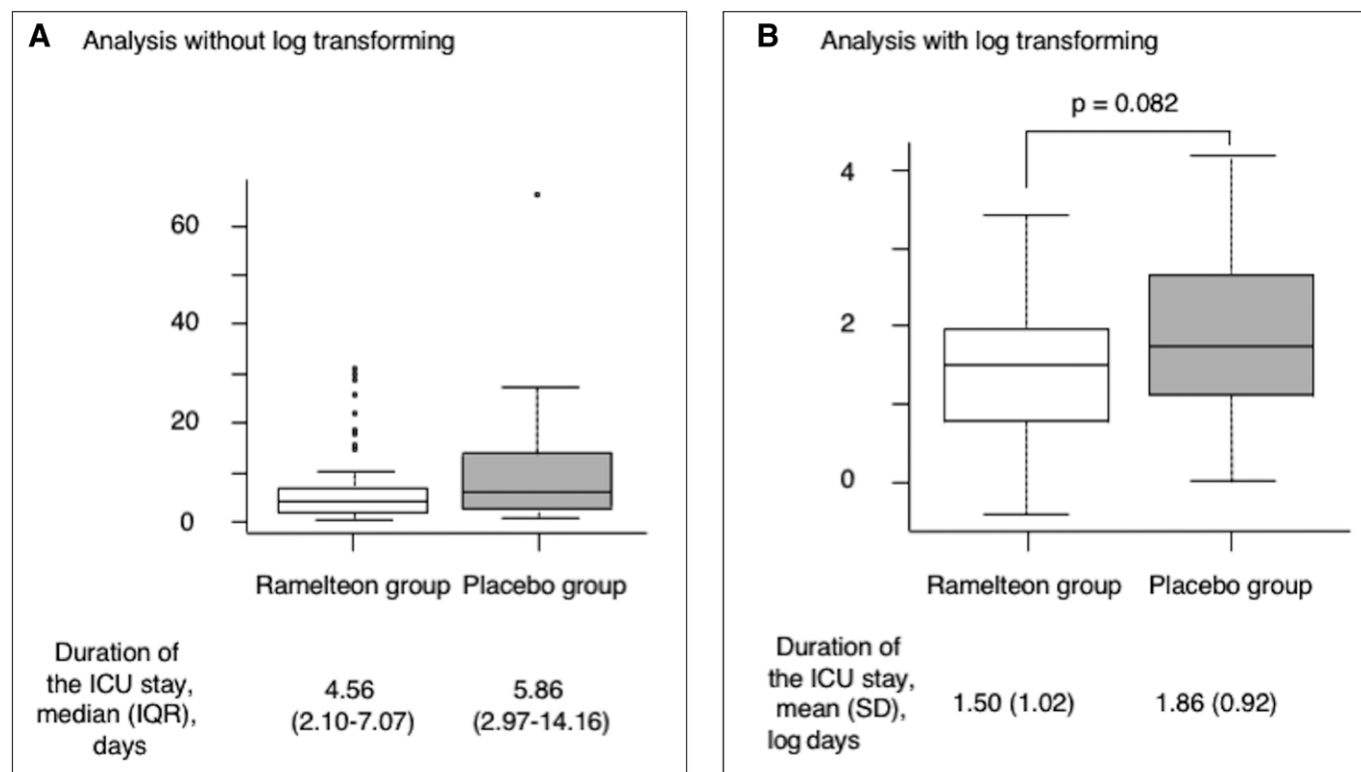 A Analysis without log transforming
60
40
20
0
Ramelteon group Placebo group
Duration of
the ICU stay,
median (IQR),
days
4.56
(2.10-7.07)
5.86
(2.97-14.16)
B Analysis with log transforming
p = 0.082
4
2
0
Ramelteon group Placebo group
Duration of
the ICU stay,
mean (SD),
log days
1.50 (1.02)
1.86 (0.92)